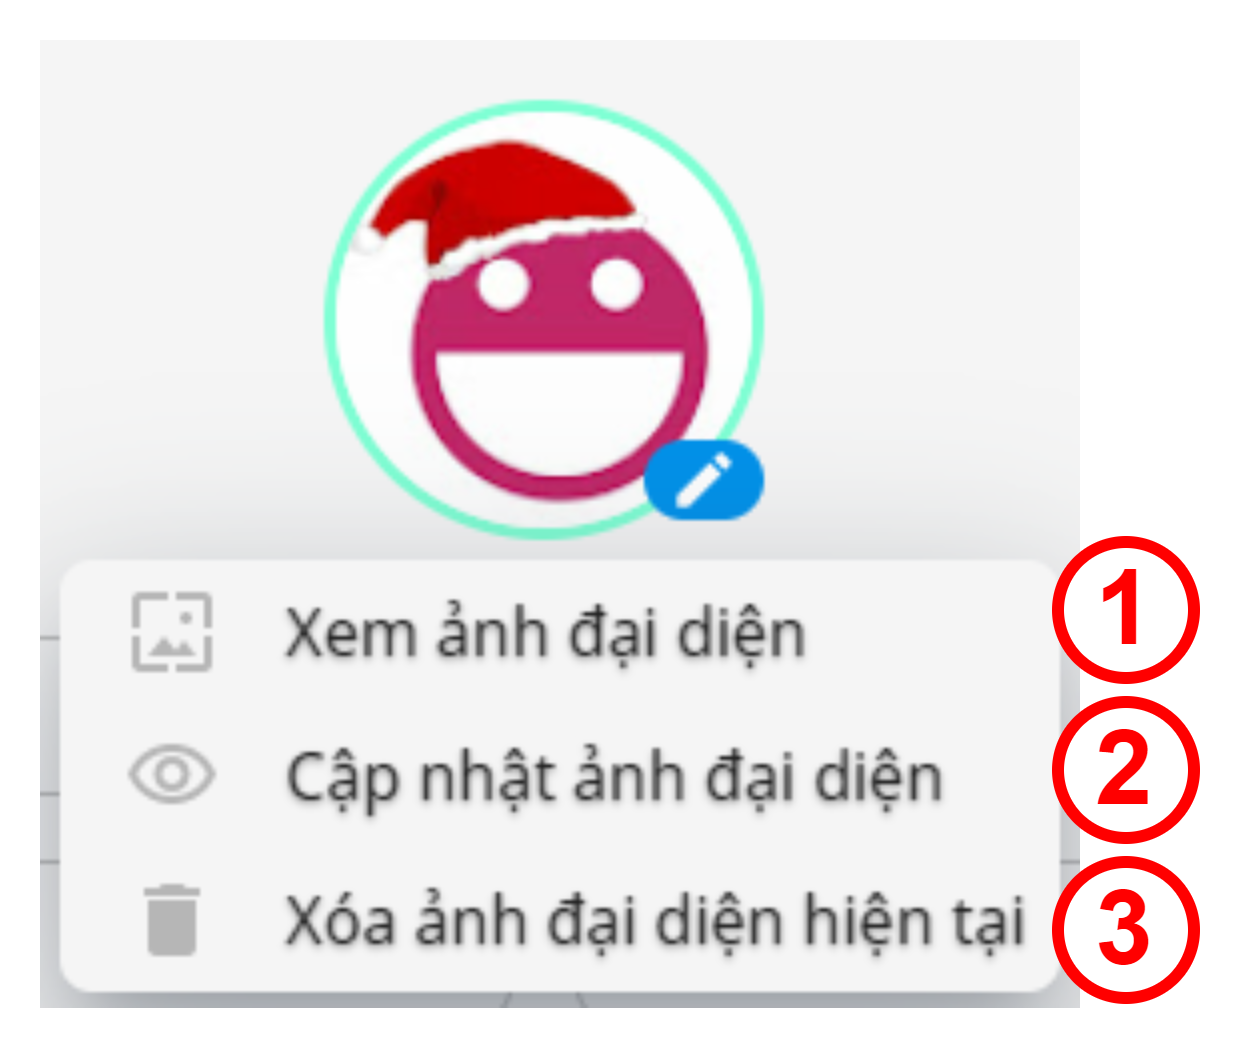 Xem ảnh đại diện 1
Cập nhật ảnh đại diện 2
Xóa ảnh đại diện hiện tại 3